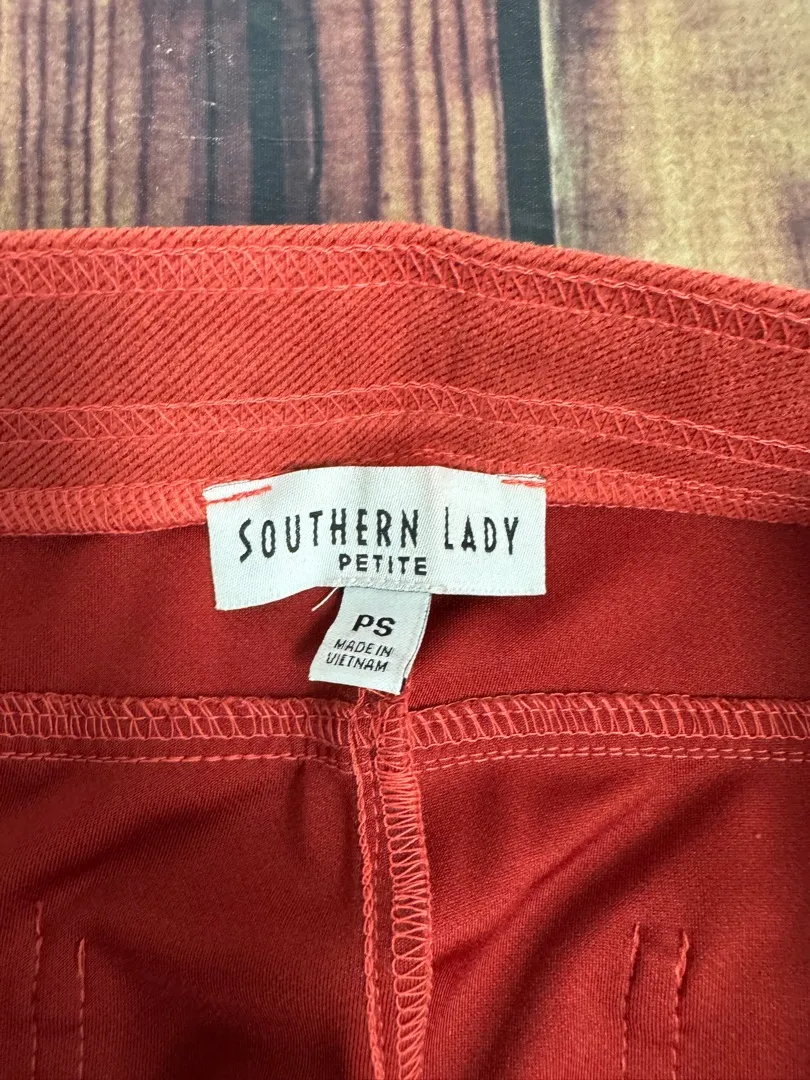 SOUTHERN LADY
PETITE
PS
MADE IN
VIETNAM